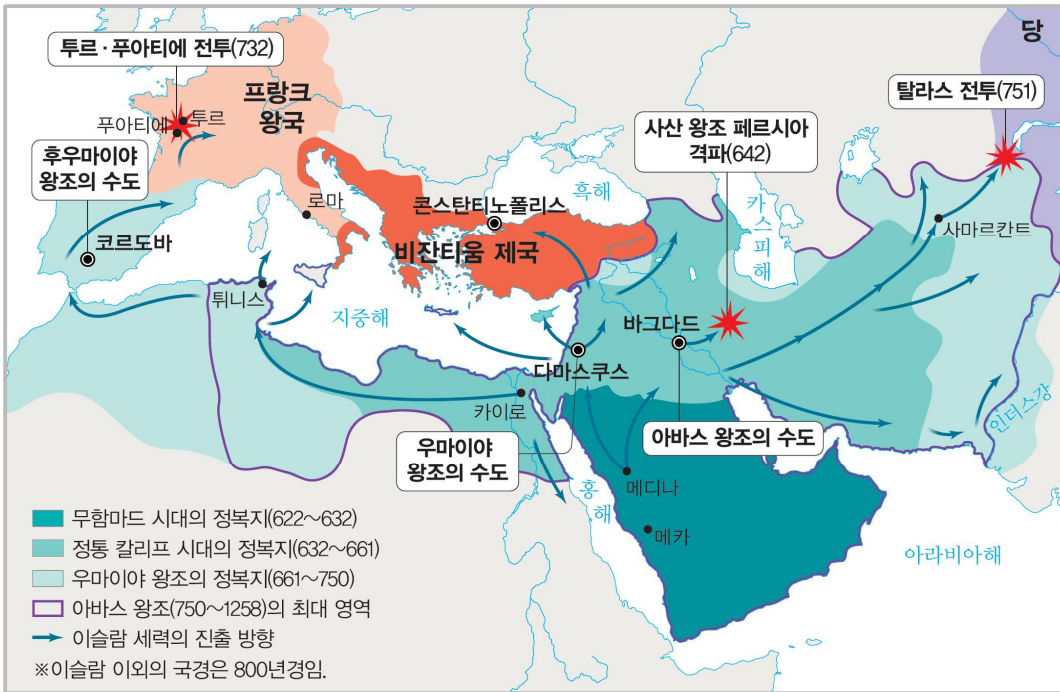 당
투르·푸아티에 전투(732)
프랑크
왕국
탈라스 전투(751)
투르
푸아티에
사산 왕조 페르시아
격파(642)
후우마이야
왕조의 수도
흑해
카스피해
로마
콘스탄티노폴리스
사마르칸트
코르도바
비잔티움 제국
튀니스
지중해
바그다드
다마스쿠스
카이로
인더스강
우마이야
왕조의 수도
아바스 왕조의 수도
메디나
홍해
메카
아라비아해
무함마드 시대의 정복지(622~632)
정통 칼리프 시대의 정복지(632~661)
우마이야 왕조의 정복지(661~750)
아바스 왕조(750~1258)의 최대 영역
이슬람 세력의 진출 방향
※이슬람 이외의 국경은 800년경임.